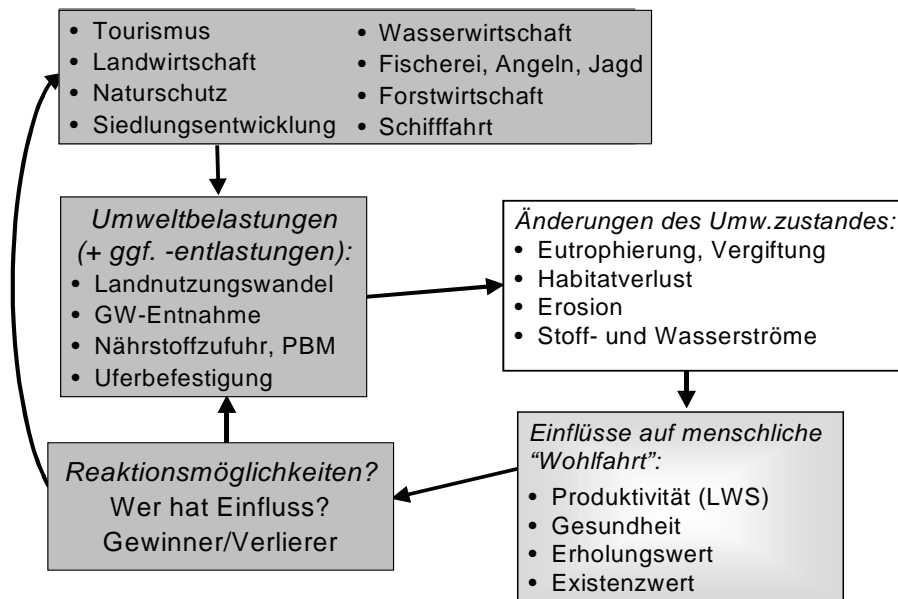 • Tourismus
• Landwirtschaft
• Naturschutz
• Siedlungsentwicklung
• Wasserwirtschaft
• Fischerei, Angeln, Jagd
• Forstwirtschaft
• Schifffahrt
Umweltbelastungen
(+ ggf. -entlastungen):
• Landnutzungswandel
• GW-Entnahme
• Nährstoffzufuhr, PBM
• Uferbefestigung
Änderungen des Umw.zustandes:
• Eutrophierung, Vergiftung
• Habitatverlust
• Erosion
• Stoff- und Wasserströme
Einflüsse auf menschliche
“Wohlfahrt”:
• Produktivität (LWS)
• Gesundheit
• Erholungswert
• Existenzwert
Reaktionsmöglichkeiten?
Wer hat Einfluss?
Gewinner/Verlierer